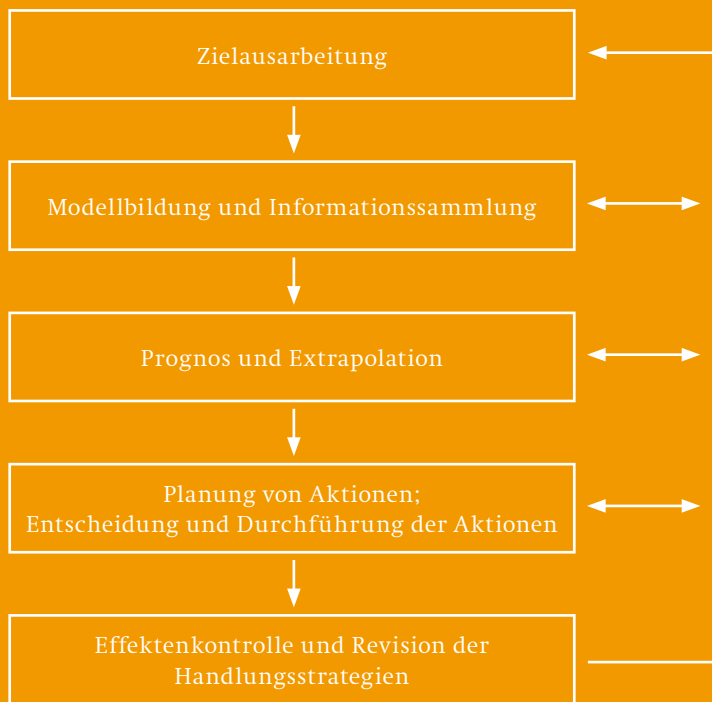 Zielausarbeitung
Modellbildung und Informationssammlung
Prognos und Extrapolation
Planung von Aktionen;
Entscheidung und Durchführung der Aktionen
Effektenkontrolle und Revision der
Handlungsstrategien